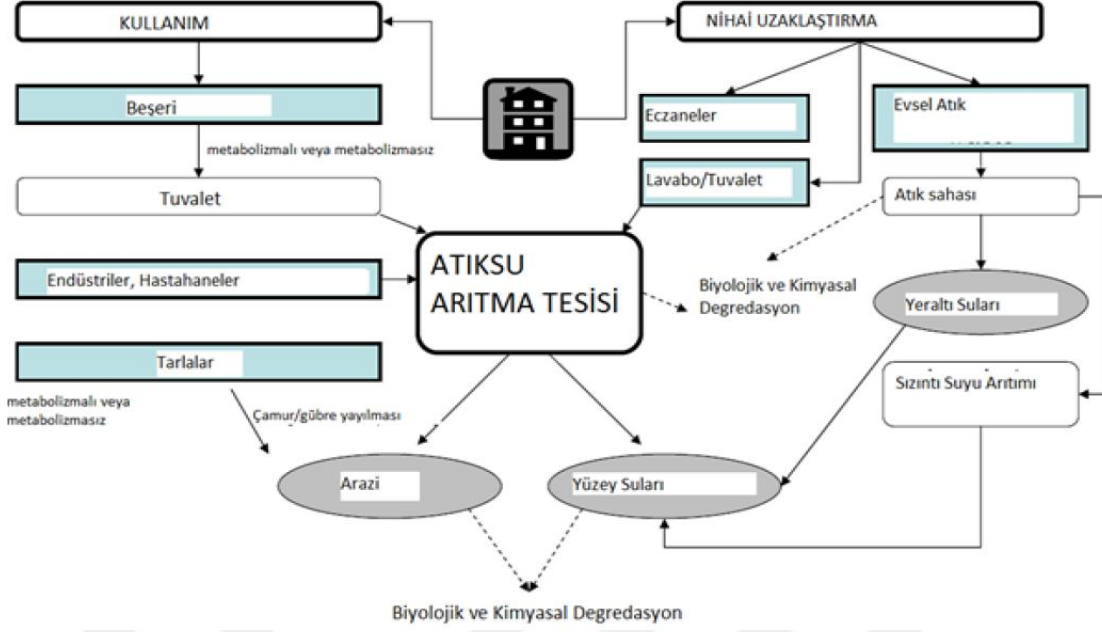 KULLANIM
NİHAİ UZAKLAŞTIRMA
Beşeri
Eczaneler
Evsel Atık
metabolizmalı veya metabolizmasız
Tuvalet
Lavabo/Tuvalet
Atık sahası
Endüstriler, Hastahaneler
ATIKSU
ARITMA TESİSİ
Biyolojik ve Kimyasal
Degredasyon
Yeraltı Suları
Tarlalar
Sızıntı Suyu Arıtımı
metabolizmalı veya
metabolizmasız
Çamur/gübre yayılması
Arazi
Yüzey Suları
Biyolojik ve Kimyasal Degredasyon